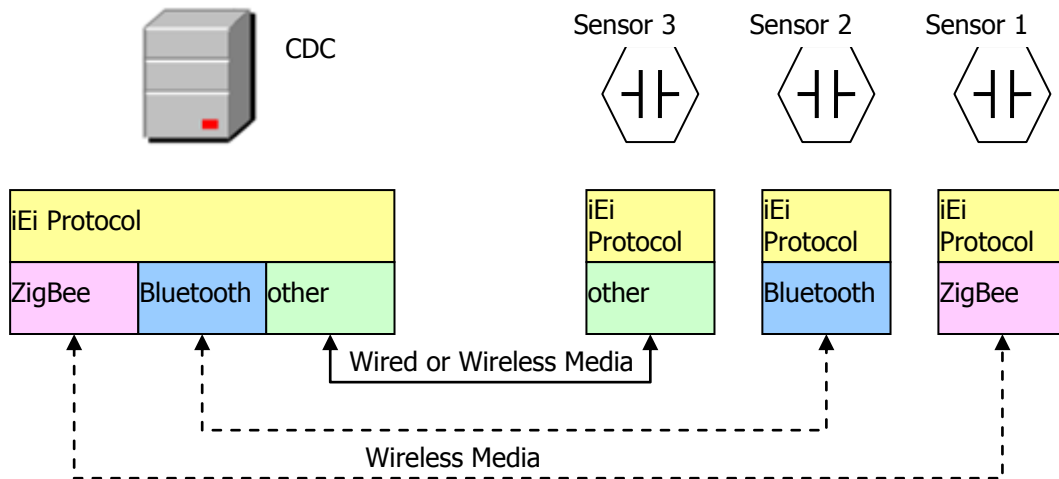 CDC
Sensor 3
Sensor 2
Sensor 1
iEi Protocol
ZigBee
Bluetooth
other
iEi
Protocol
other
iEi
Protocol
Bluetooth
iEi
Protocol
ZigBee
Wired or Wireless Media
Wireless Media